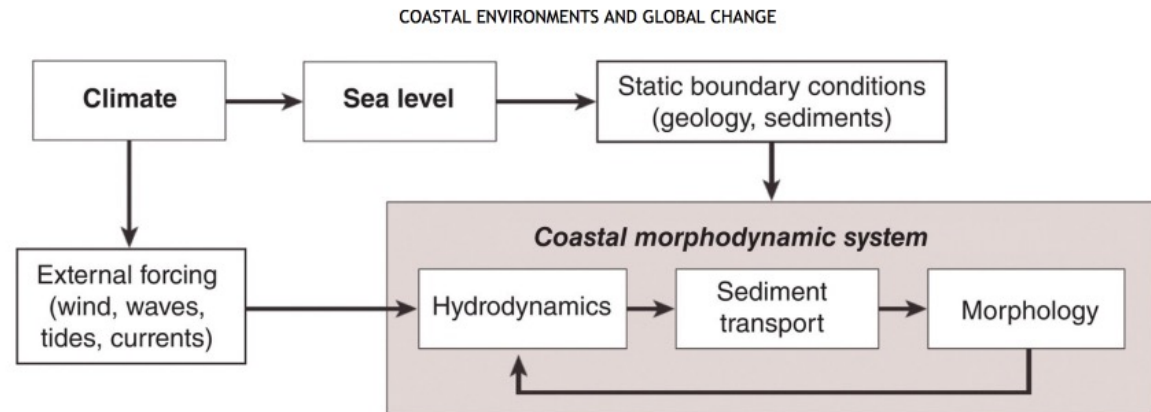 COASTAL ENVIRONMENTS AND GLOBAL CHANGE
Climate
Sea level
Static boundary conditions
(geology, sediments)
External forcing
(wind, waves,
tides, currents)
Coastal morphodynamic system
Hydrodynamics
Sediment
transport
Morphology